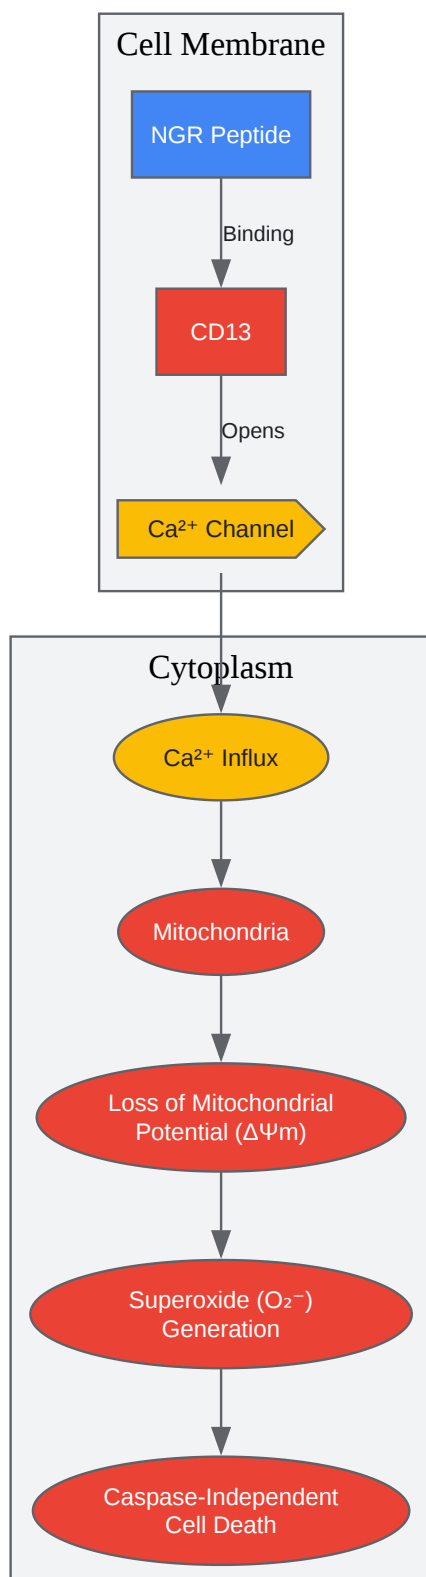 Cell Membrane
NGR Peptide
Binding
CD13
Opens
Ca²⁺ Channel
Cytoplasm
Ca²⁺ Influx
Mitochondria
Loss of Mitochondrial
Potential (ΔΨm)
Superoxide (O₂⁻)
Generation
Caspase-Independent
Cell Death